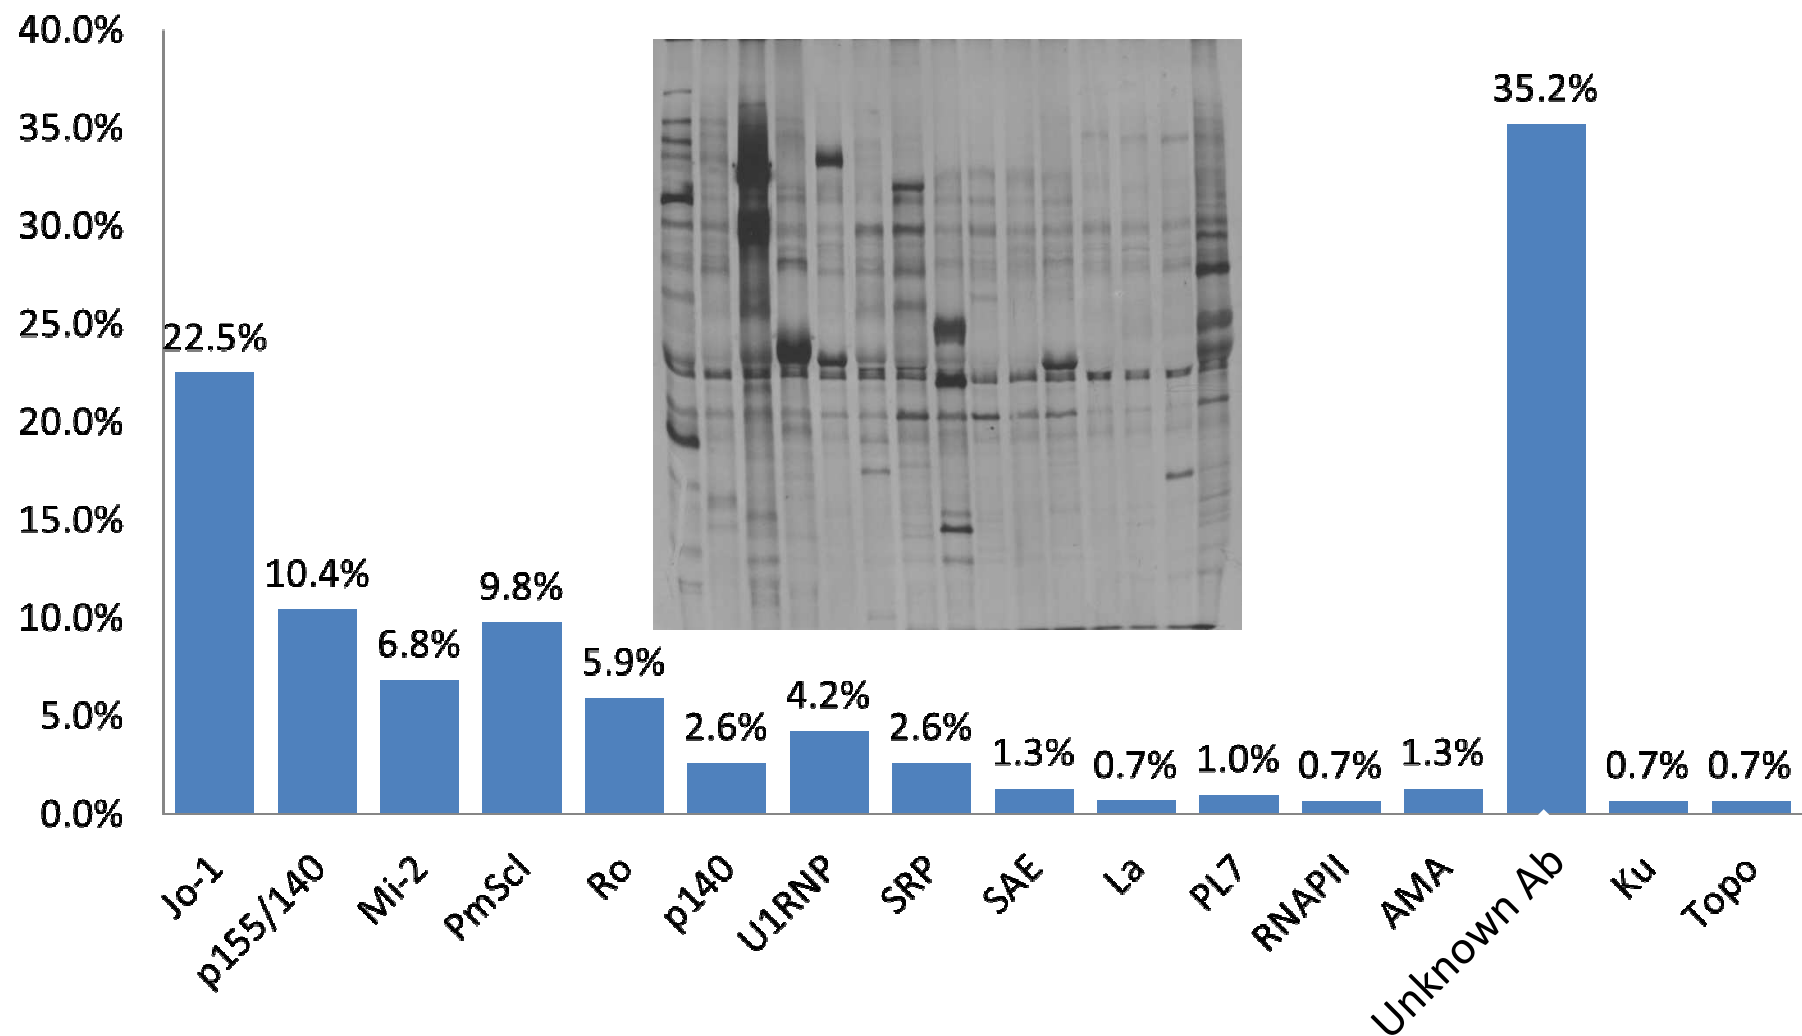 40.0%
35.0%
30.0%
25.0%
20.0%
15.0%
10.0%
5.0%
0.0%
22.5%
10.4%
6.8%
9.8%
5.9%
2.6%
4.2%
2.6%
1.3%
0.7%
1.0%
0.7%
1.3%
35.2%
0.7%
0.7%
Jo-1
p155/140
Mi-2
PmScl
Ro
p140
U1RNP
SRP
SAE
La
PL7
RNAPII
AMA
Unknown Ab
Ku
Topo